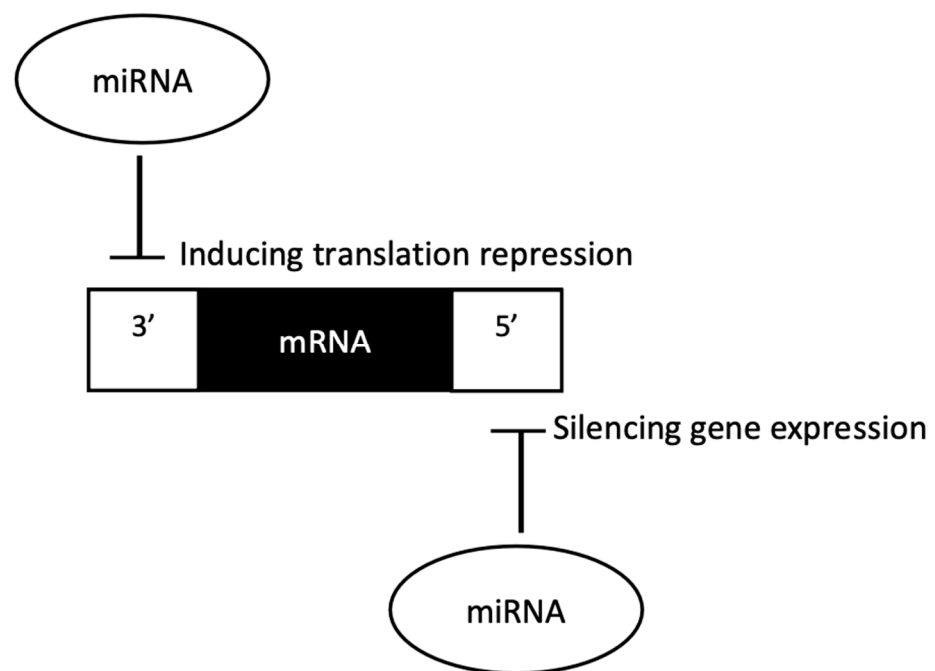 miRNA
Inducing translation repression
3’
mRNA
5’
Silencing gene expression
miRNA